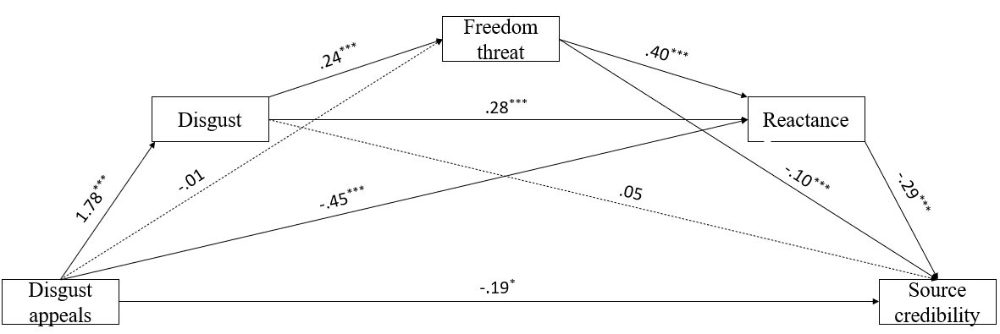 Freedom
threat
.24***
.40***
Disgust
.28***
Reactance
1.78***
-.01
-.45***
.05
-.10***
-.29***
Disgust
appeals
-.19*
Source
credibility